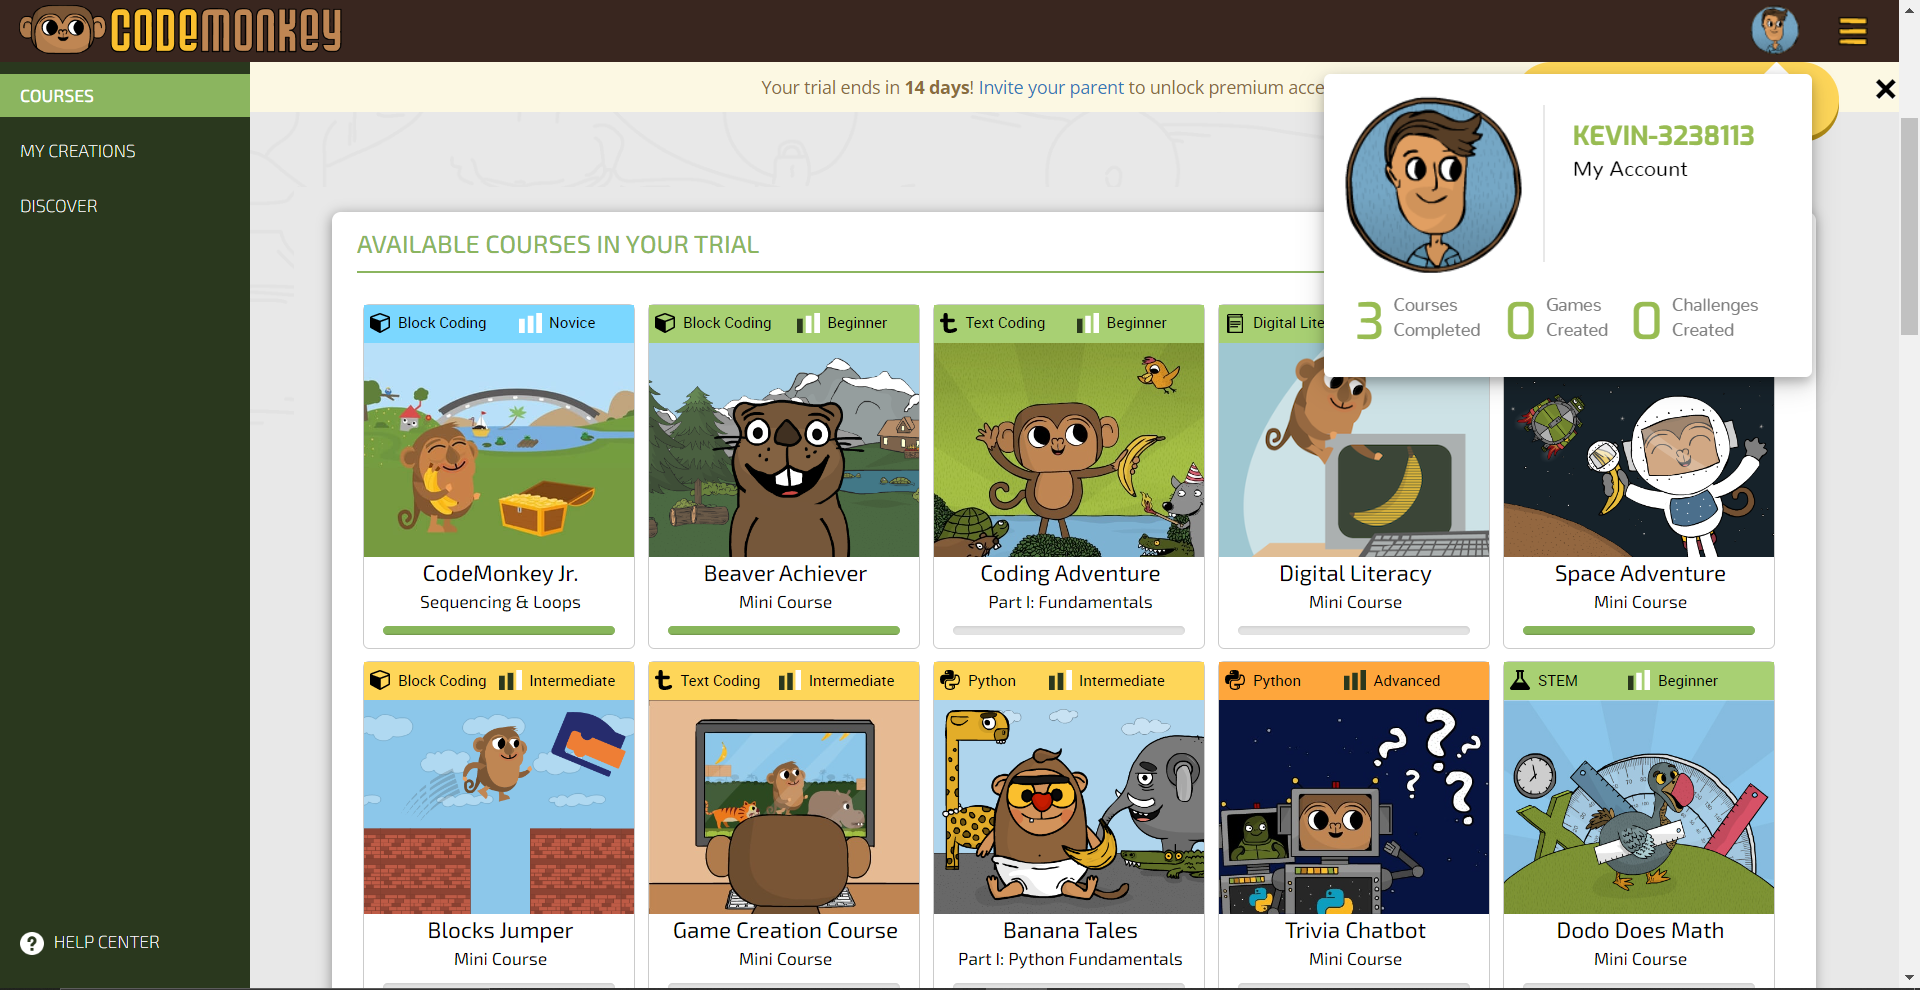 CODEMONKEY
COURSES
MY CREATIONS
DISCOVER
HELP CENTER
Your trial ends in 14 days! Invite your parent to unlock premium acce
KEVIN-3238113
My Account
3 Courses Completed
0 Games Created
0 Challenges Created
AVAILABLE COURSES IN YOUR TRIAL
Block Coding Novice
CodeMonkey Jr.
Sequencing & Loops
Block Coding Beginner
Beaver Achiever
Mini Course
Text Coding Beginner
Coding Adventure
Part I: Fundamentals
Digital Lite
Digital Literacy
Mini Course
Space Adventure
Mini Course
Block Coding Intermediate
Blocks Jumper
Mini Course
Text Coding Intermediate
Game Creation Course
Mini Course
Python Intermediate
Banana Tales
Part I: Python Fundamentals
Python Advanced
Trivia Chatbot
Mini Course
STEM Beginner
Dodo Does Math
Mini Course